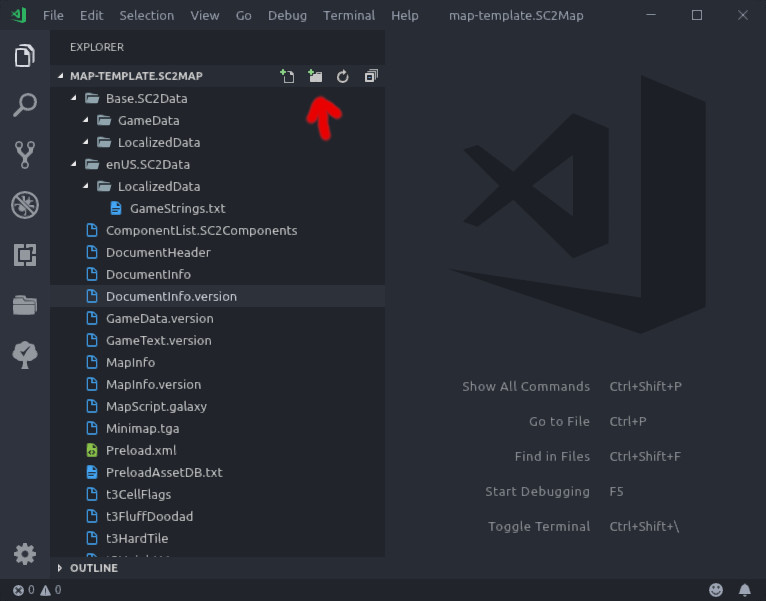 File Edit Selection View Go Debug Terminal Help map-template.SC2Map
EXPLORER
MAP-TEMPLATE.SC2MAP
Base.SC2Data
GameData
LocalizedData
enUS.SC2Data
LocalizedData
GameStrings.txt
ComponentList.SC2Components
DocumentHeader
DocumentInfo
DocumentInfo.version
GameData.version
GameText.version
MapInfo
MapInfo.version
MapScript.galaxy
Minimap.tga
Preload.xml
PreloadAssetDB.txt
t3CellFlags
t3FluffDoodad
t3HardTile
OUTLINE
Show All Commands Ctrl+Shift+P
Go to File Ctrl+P
Find in Files Ctrl+Shift+F
Start Debugging F5
Toggle Terminal Ctrl+Shift+\
0 0